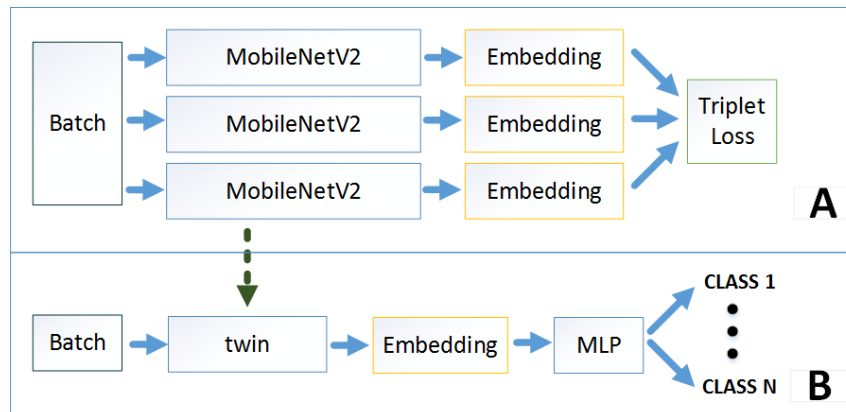 MobileNetV2
Embedding
Batch
MobileNetV2
Embedding
Triplet
Loss
MobileNetV2
Embedding
A
CLASS 1
Batch
twin
Embedding
MLP
CLASS N
B